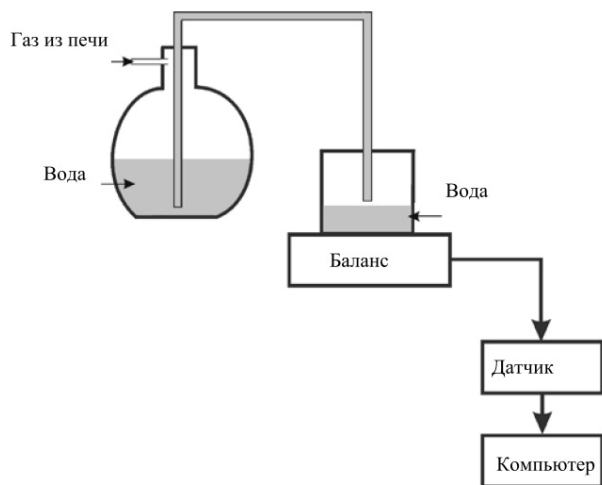 Газ из печи
Вода
Вода
Баланс
Датчик
Компьютер